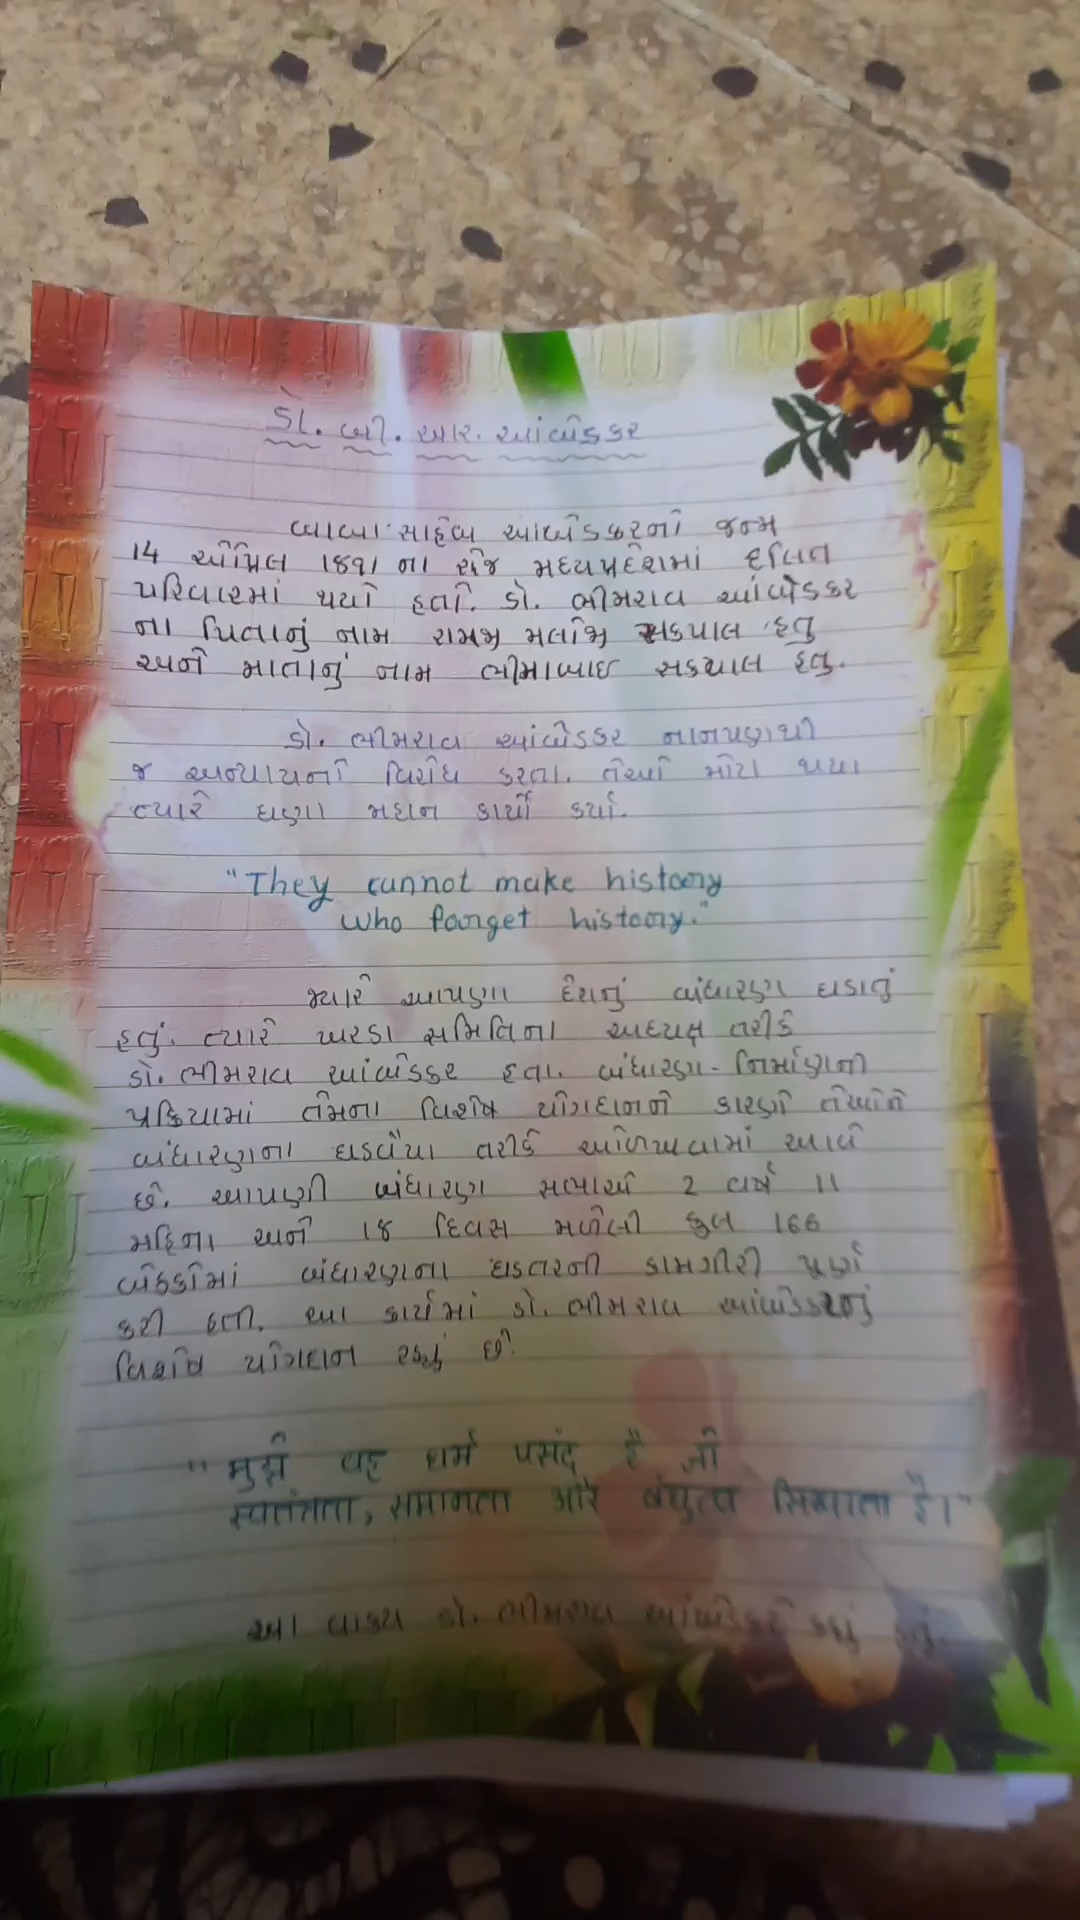 ડો. બી. આર. આંબેડકર
બાબા સાહેબ આંબેડકરનો જન્મ
14 એપ્રિલ 1891 ના રોજ મધ્યપ્રદેશમાં દલિત
પરિવારમાં થયો હતો. ડો. ભીમરાવ આંબેડકર
ના પિતાનું નામ રામજી મલોજી સકપાલ હતુ
અને માતાનું નામ ભીમાબાઇ સકપાલ હતુ.
ડો. ભીમરાવ આંબેડકર નાનપણથી
જ અન્યાયનો વિરોધ કરતા. તેઓ મોટા થયા
ત્યારે ઘણા મહાન કાર્યો કર્યા.
"They cannot make history
who forget history."
જ્યારે આપણા દેશનું બંધારણ ઘડાતું
હતું. ત્યારે ખરડા સમિતિના અધ્યક્ષ તરીકે
ડો. ભીમરાવ આંબેડકર હતા. બંધારણ-નિર્માણની
પ્રક્રિયામાં તેમના વિશેષ યોગદાનને કારણે તેઓને
બંધારણના ઘડવૈયા તરીકે ઓળખવામાં આવે
છે. આપણી બંધારણ સભાએ 2 વર્ષ 11
મહિના અને 18 દિવસ મળેલી કુલ 166
બેઠકોમાં બંધારણના ઘડતરની કામગીરી પૂર્ણ
કરી હતી. આ કાર્યમાં ડો. ભીમરાવ આંબેડકરનું
વિશેષ યોગદાન રહ્યું છે.
"मुझे वह धर्म पसंद है जो
स्वतंत्रता, समानता और बंधुत्व सिखाता है।"
આ વાક્ય ડો. ભીમરાવ આંબેડકરે કહ્યું હતું.